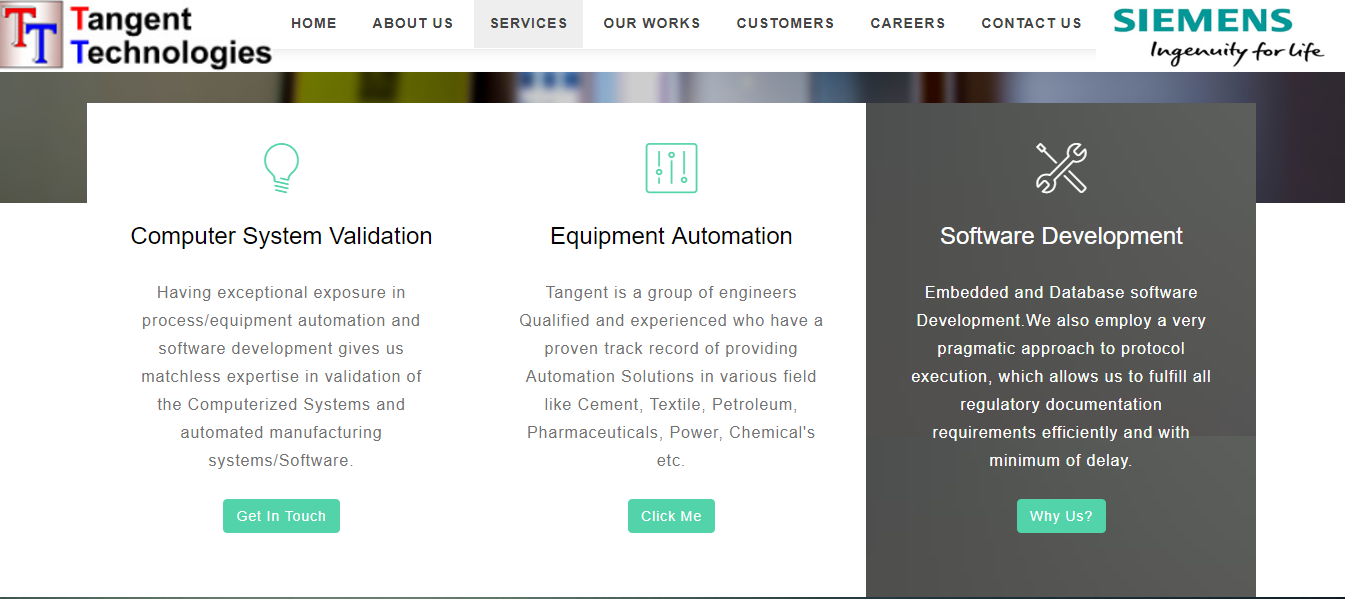 Tangent
Technologies
HOME ABOUT US SERVICES OUR WORKS CUSTOMERS CAREERS CONTACT US
SIEMENS
Ingenuity for life
Computer System Validation
Having exceptional exposure in
process/equipment automation and
software development gives us
matchless expertise in validation of
the Computerized Systems and
automated manufacturing
systems/Software.
Get In Touch
Equipment Automation
Tangent is a group of engineers
Qualified and experienced who have a
proven track record of providing
Automation Solutions in various field
like Cement, Textile, Petroleum,
Pharmaceuticals, Power, Chemical's
etc.
Click Me
Software Development
Embedded and Database software
Development.We also employ a very
pragmatic approach to protocol
execution, which allows us to fulfill all
regulatory documentation
requirements efficiently and with
minimum of delay.
Why Us?